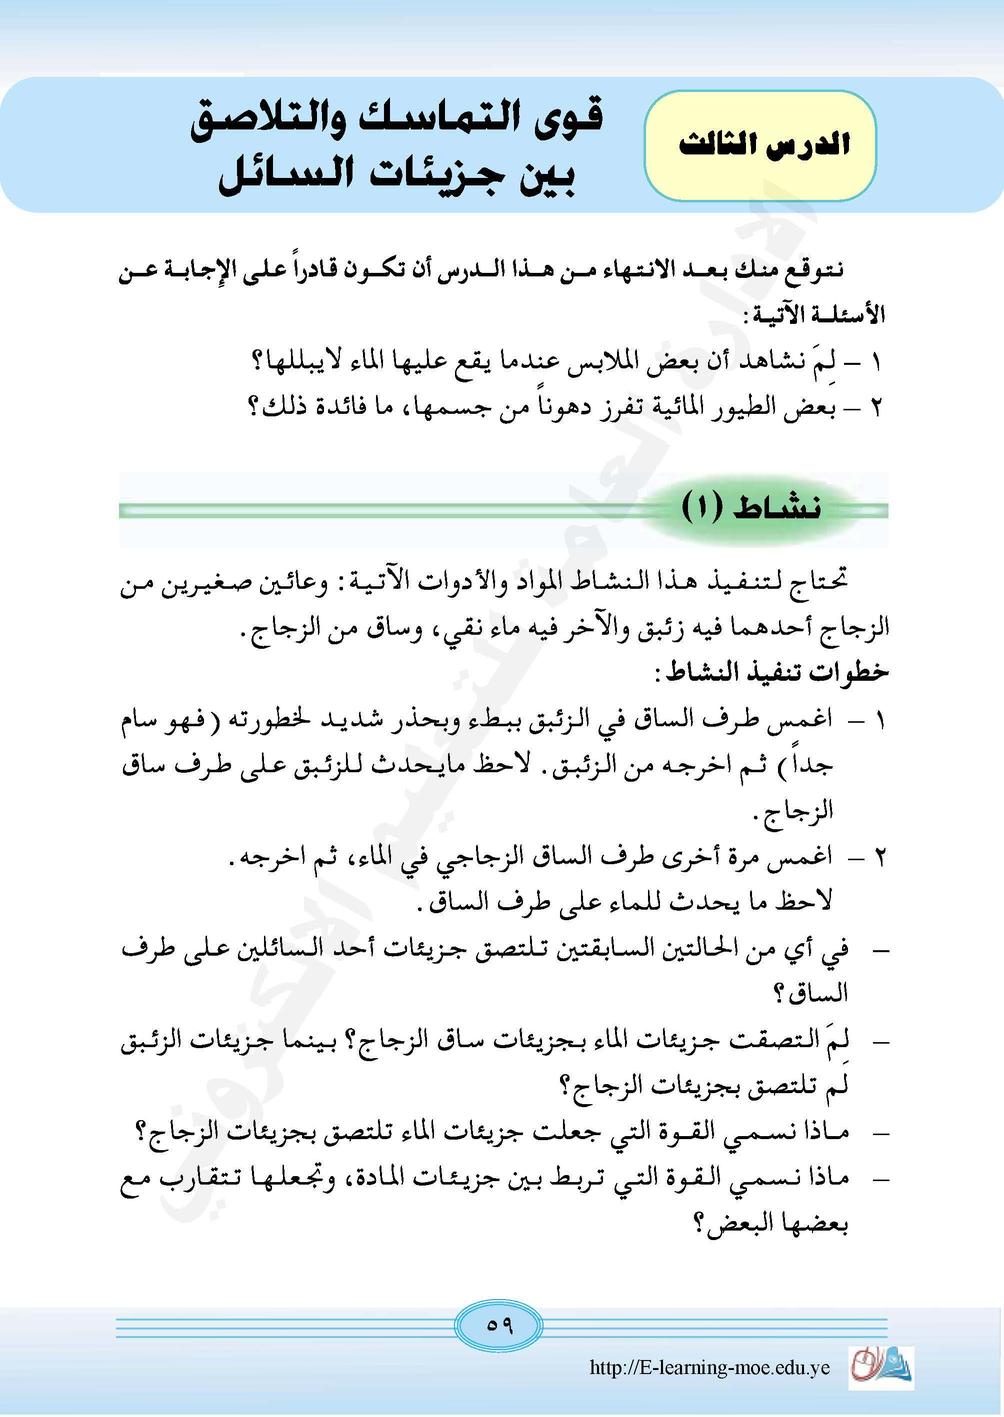 الدرس الثالث
قوى التماسك والتلاصق
بين جزيئات السائل
نتوقع منك بعد الانتهاء من هذا الدرس أن تكون قادراً على الإجابة عن
الأسئلة الآتية:
١ – لِمَ نشاهد أن بعض الملابس عندما يقع عليها الماء لايبللها؟
٢ – بعض الطيور المائية تفرز دهوناً من جسمها، ما فائدة ذلك؟
نشاط (١)
تحتاج لتنفيذ هذا النشاط المواد والأدوات الآتية: وعائين صغيرين من
الزجاج أحدهما فيه زئبق والآخر فيه ماء نقي، وساق من الزجاج.
خطوات تنفيذ النشاط:
١ – اغمس طرف الساق في الزئبق ببطء وبحذر شديد لخطورته (فهو سام
جداً) ثم اخرجه من الزئبق. لاحظ مايحدث للزئبق على طرف ساق
الزجاج.
٢ – اغمس مرة أخرى طرف الساق الزجاجي في الماء، ثم اخرجه.
لاحظ ما يحدث للماء على طرف الساق.
– في أي من الحالتين السابقتين تلتصق جزيئات أحد السائلين على طرف
الساق؟
– لِمَ التصقت جزيئات الماء بجزيئات ساق الزجاج؟ بينما جزيئات الزئبق
لَم تلتصق بجزيئات الزجاج؟
– ماذا نسمي القوة التي جعلت جزيئات الماء تلتصق بجزيئات الزجاج؟
– ماذا نسمي القوة التي تربط بين جزيئات المادة، وتجعلها تتقارب مع
بعضها البعض؟
الادارة العامة للتعليم الالكتروني
٥٩
http://E-learning-moe.edu.ye